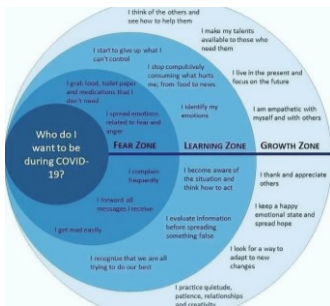 I think of the others and
see how to help them
I make my talents
available to those who
need them
I start to give up what I
can't control
I stop compulsively
consuming what hurts
me, from food to news.
I live in the present and
focus on the future
I grab food, toilet paper
and medications that I
don't need
I identify my
emotions
I spread emotions
related to fear and
anger
I am empathetic with
myself and with others
Who do I
want to be
during COVID-
19?
FEAR ZONE
LEARNING ZONE
GROWTH ZONE
I complain
frequently
I become aware of
the situation and
think how to act
I thank and appreciate
others
I forward all
messages I receive
I evaluate information
before spreading
something false
I keep a happy
emotional state and
spread hope
I get mad easily
I recognize that we are all
trying to do our best
I look for a way to
adapt to new
changes
I practice quietude,
patience, relationships
and creativity